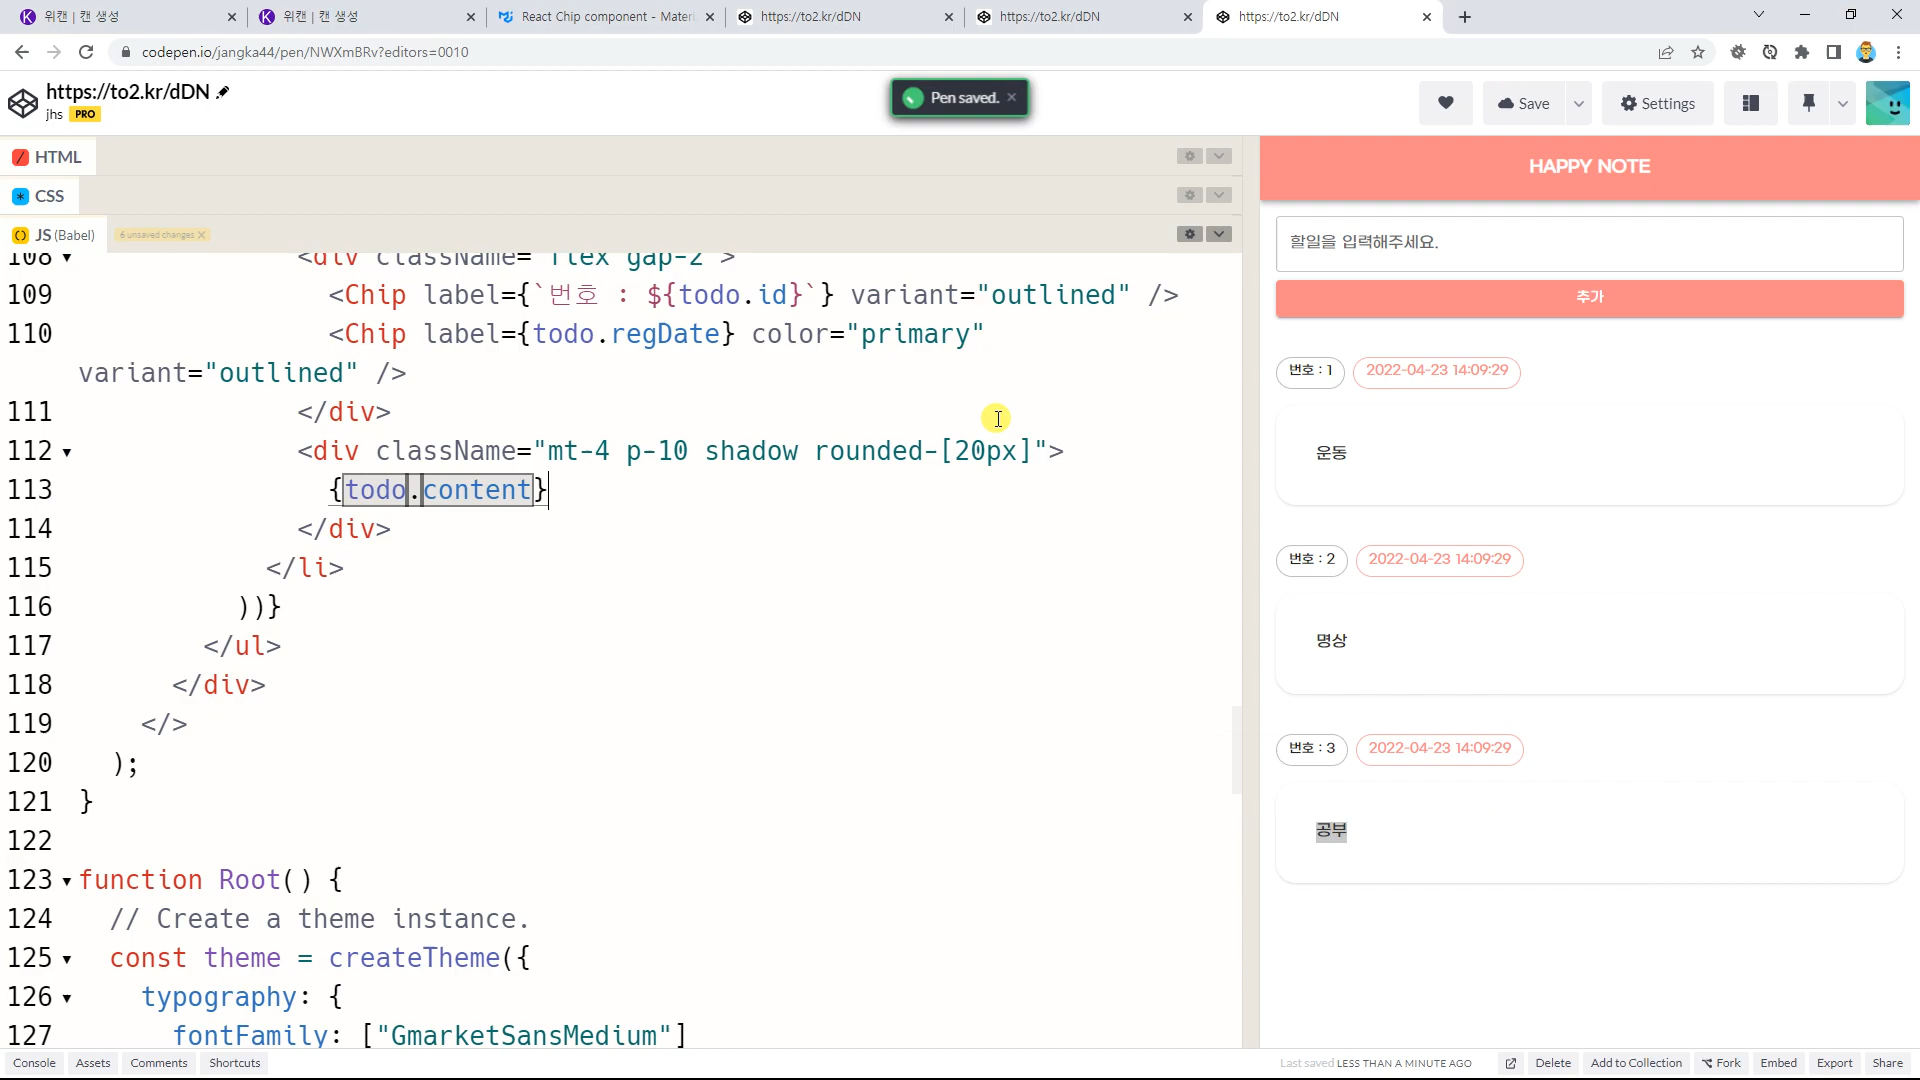 위캔 | 캔 생성
위캔 | 캔 생성
React Chip component - Materi
https://to2.kr/dDN
https://to2.kr/dDN
https://to2.kr/dDN
codepen.io/jangka44/pen/NWXmBRv?editors=0010
https://to2.kr/dDN
jhs PRO
Pen saved.
Save
Settings
HTML
CSS
JS (Babel)
6 unsaved changes
108 <div className="flex gap-2">
109 <Chip label={`번호 : ${todo.id}`} variant="outlined" />
110 <Chip label={todo.regDate} color="primary"
variant="outlined" />
111 </div>
112 <div className="mt-4 p-10 shadow rounded-[20px]">
113 {todo.content}
114 </div>
115 </li>
116 ))}
117 </ul>
118 </div>
119 </>
120 );
121 }
122
123 function Root() {
124 // Create a theme instance.
125 const theme = createTheme({
126 typography: {
127 fontFamily: ["GmarketSansMedium"]
HAPPY NOTE
할일을 입력해주세요.
추가
번호 : 1 2022-04-23 14:09:29
운동
번호 : 2 2022-04-23 14:09:29
명상
번호 : 3 2022-04-23 14:09:29
공부
Console Assets Comments Shortcuts
Last saved LESS THAN A MINUTE AGO
Delete Add to Collection Fork Embed Export Share